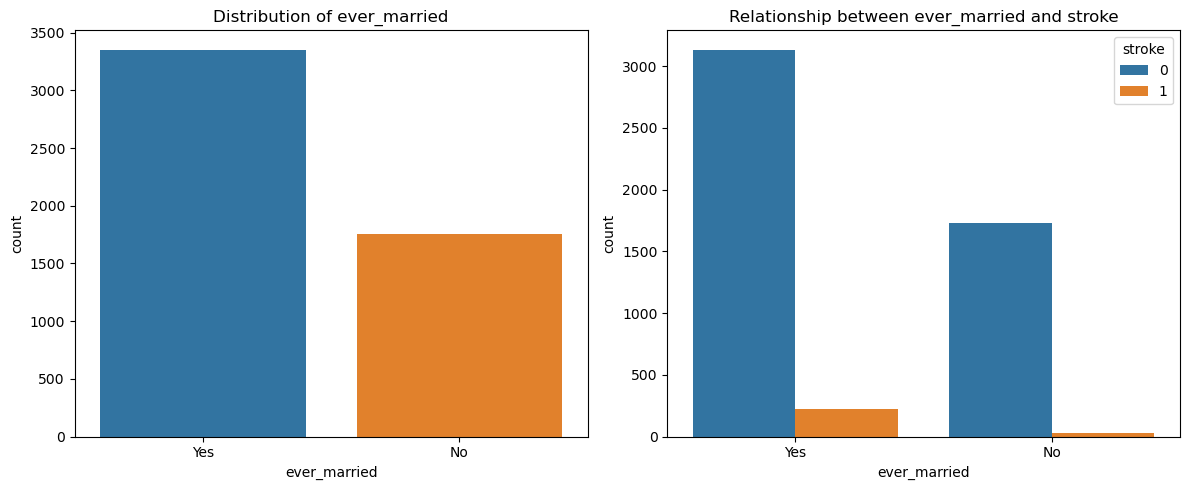 Distribution of ever_married
3500
3000
2500
2000
1500
1000
500
0
count
Yes
No
ever_married
Relationship between ever_married and stroke
stroke
0
1
3000
2500
2000
1500
1000
500
0
count
Yes
No
ever_married